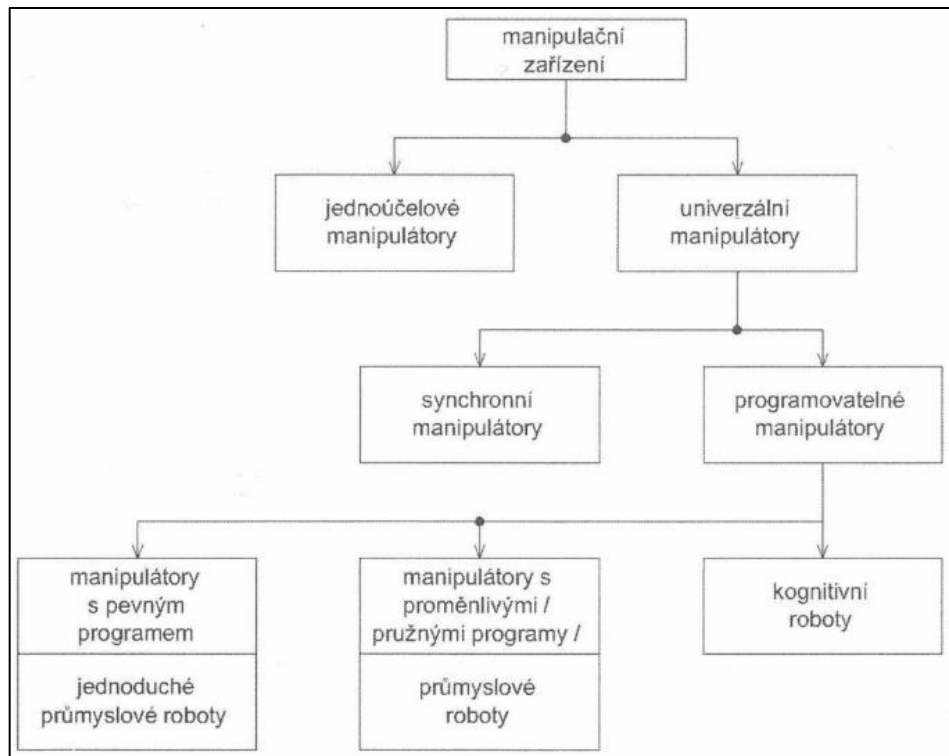 manipulační
zařízení
jednoúčelové
manipulátory
univerzální
manipulátory
synchronní
manipulátory
programovatelné
manipulátory
manipulátory
s pevným
programem
jednoduché
průmyslové roboty
manipulátory s
proměnlivými /
pružnými programy /
průmyslové
roboty
kognitivní
roboty